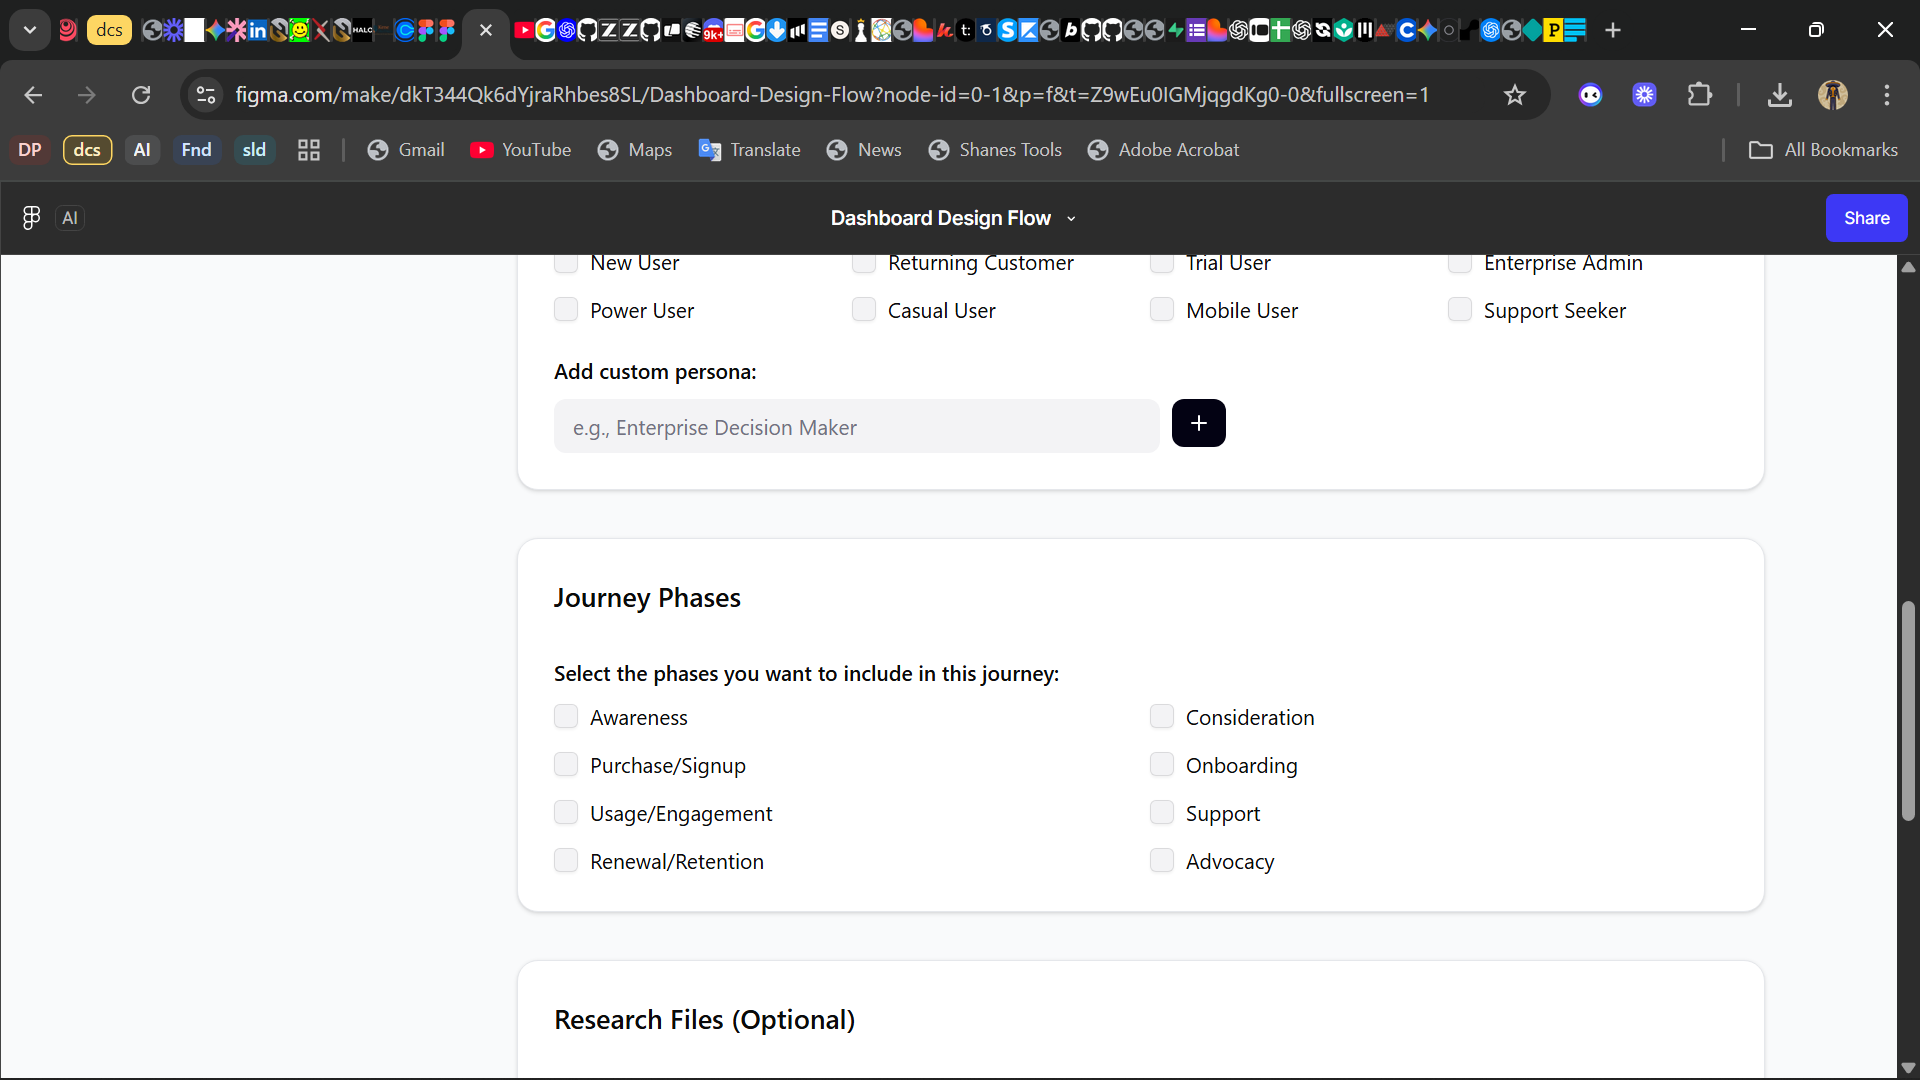 dcs
HALO
9k+
figma.com/make/dkT344Qk6dYjraRhbes8SL/Dashboard-Design-Flow?node-id=0-1&p=f&t=Z9wEu0IGMjqgdKg0-0&fullscreen=1
DP dcs AI Fnd sld Gmail YouTube Maps Translate News Shanes Tools Adobe Acrobat All Bookmarks
AI Dashboard Design Flow Share
New User Returning Customer Trial User Enterprise Admin
Power User Casual User Mobile User Support Seeker
Add custom persona:
e.g., Enterprise Decision Maker
Journey Phases
Select the phases you want to include in this journey:
Awareness Consideration
Purchase/Signup Onboarding
Usage/Engagement Support
Renewal/Retention Advocacy
Research Files (Optional)